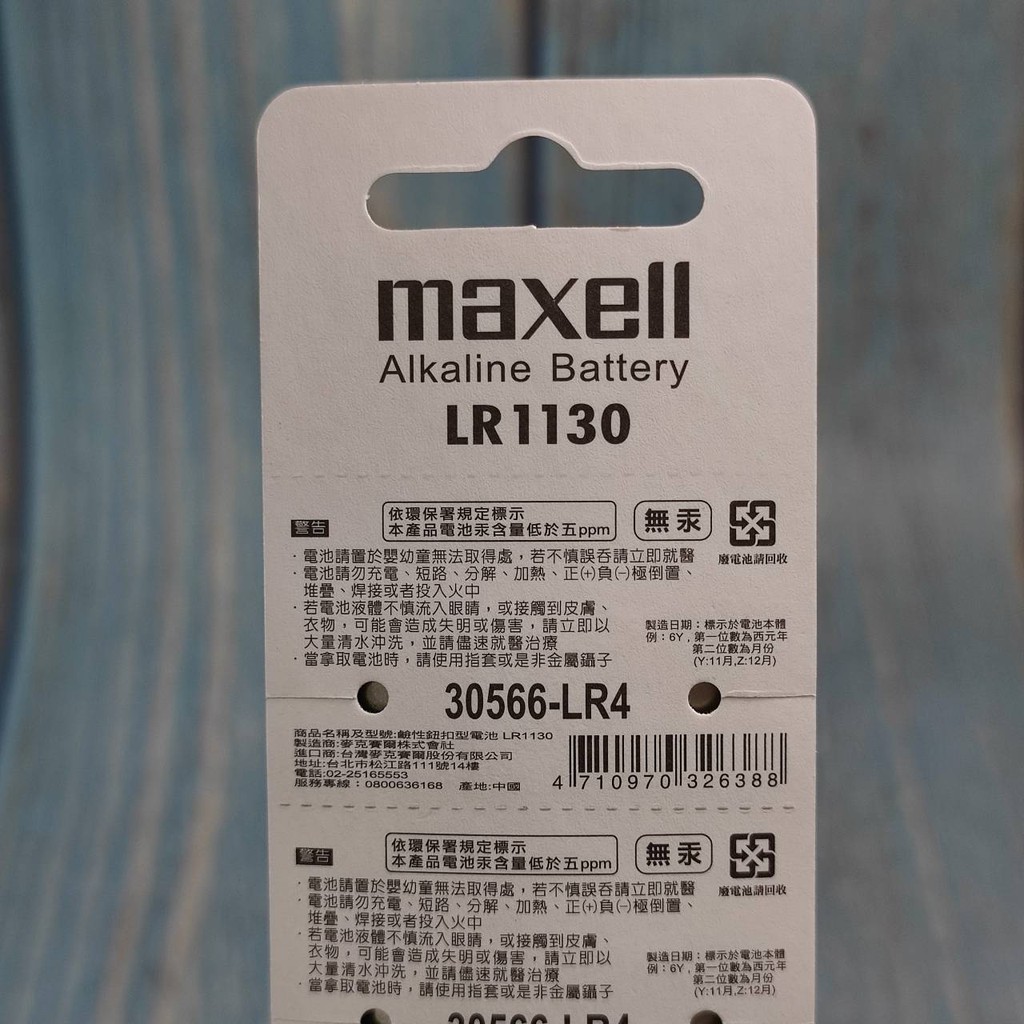 maxell
Alkaline Battery
LR1130
警告
依環保署規定標示
本產品電池汞含量低於五ppm
無汞
廢電池請回收
·電池請置於嬰幼童無法取得處，若不慎誤吞請立即就醫
·電池請勿充電、短路、分解、加熱、正(+)負(-)極倒置、
堆疊、焊接或者投入火中
·若電池液體不慎流入眼睛，或接觸到皮膚、
衣物，可能會造成失明或傷害，請立即以
大量清水沖洗，並請儘速就醫治療
·當拿取電池時，請使用指套或是非金屬鑷子
製造日期：標示於電池本體
例：6Y，第一位數為西元年
第二位數為月份
(Y:11月,Z:12月)
30566-LR4
商品名稱及型號:鹼性鈕扣型電池 LR1130
製造商:麥克賽爾株式會社
進口商:台灣麥克賽爾股份有限公司
地址:台北市松江路111號14樓
電話:02-25165553
服務專線：0800636168 產地:中國
4 710970 326388
警告
依環保署規定標示
本產品電池汞含量低於五ppm
無汞
廢電池請回收
·電池請置於嬰幼童無法取得處，若不慎誤吞請立即就醫
·電池請勿充電、短路、分解、加熱、正(+)負(-)極倒置、
堆疊、焊接或者投入火中
·若電池液體不慎流入眼睛，或接觸到皮膚、
衣物，可能會造成失明或傷害，請立即以
大量清水沖洗，並請儘速就醫治療
·當拿取電池時，請使用指套或是非金屬鑷子
製造日期：標示於電池本體
例：6Y，第一位數為西元年
第二位數為月份
(Y:11月,Z:12月)
30566-LR4